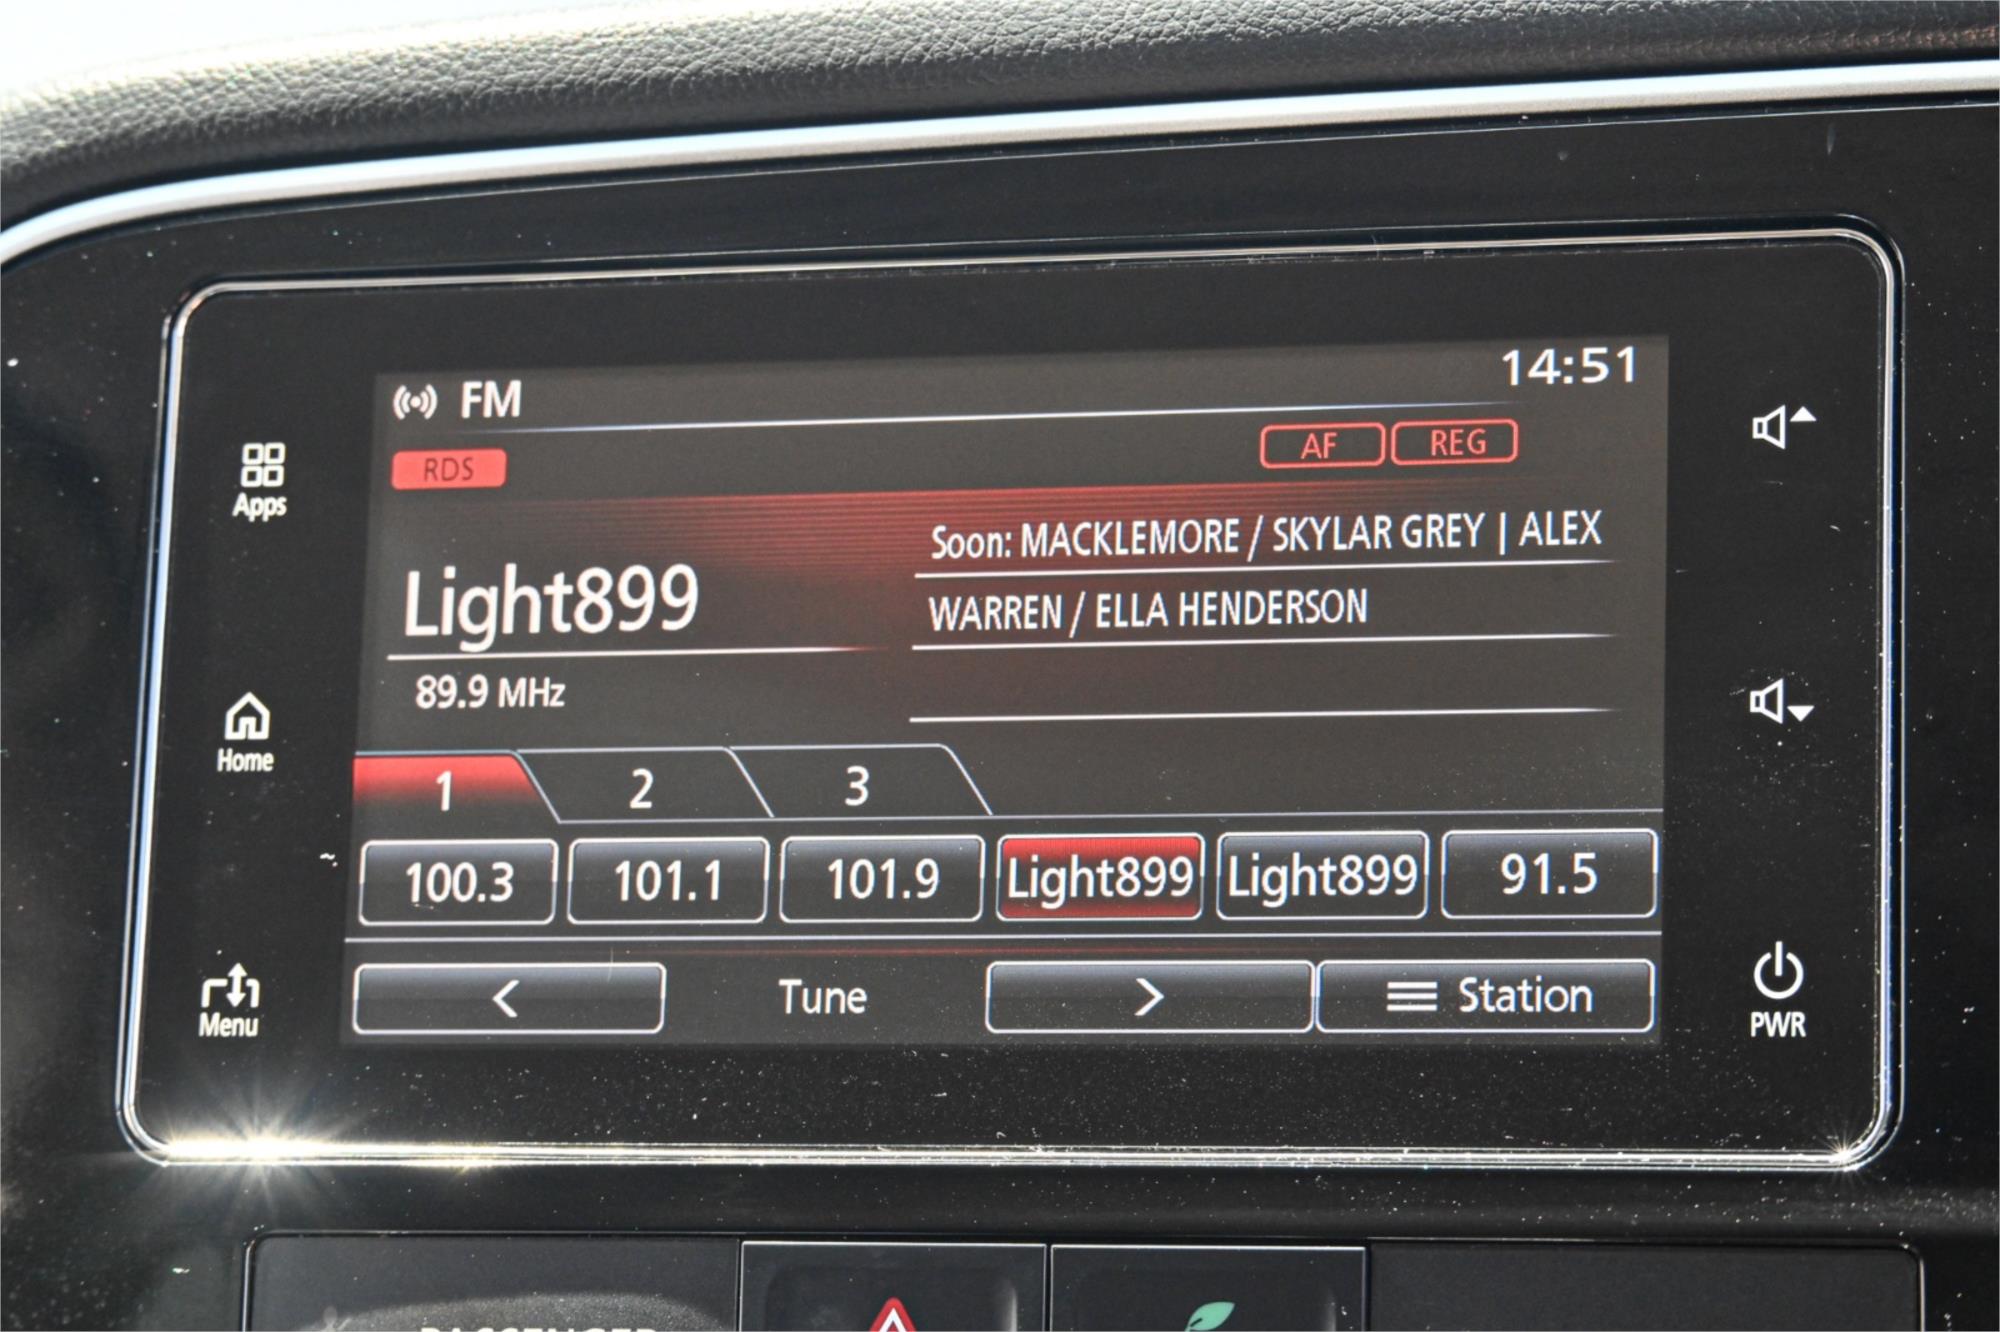 FM
14:51
RDS
AF
REG
Apps
Soon: MACKLEMORE / SKYLAR GREY | ALEX
Light899
WARREN / ELLA HENDERSON
89.9 MHz
Home
1
2
3
100.3
101.1
101.9
Light899
Light899
91.5
Menu
Tune
Station
PWR
PASSENGER